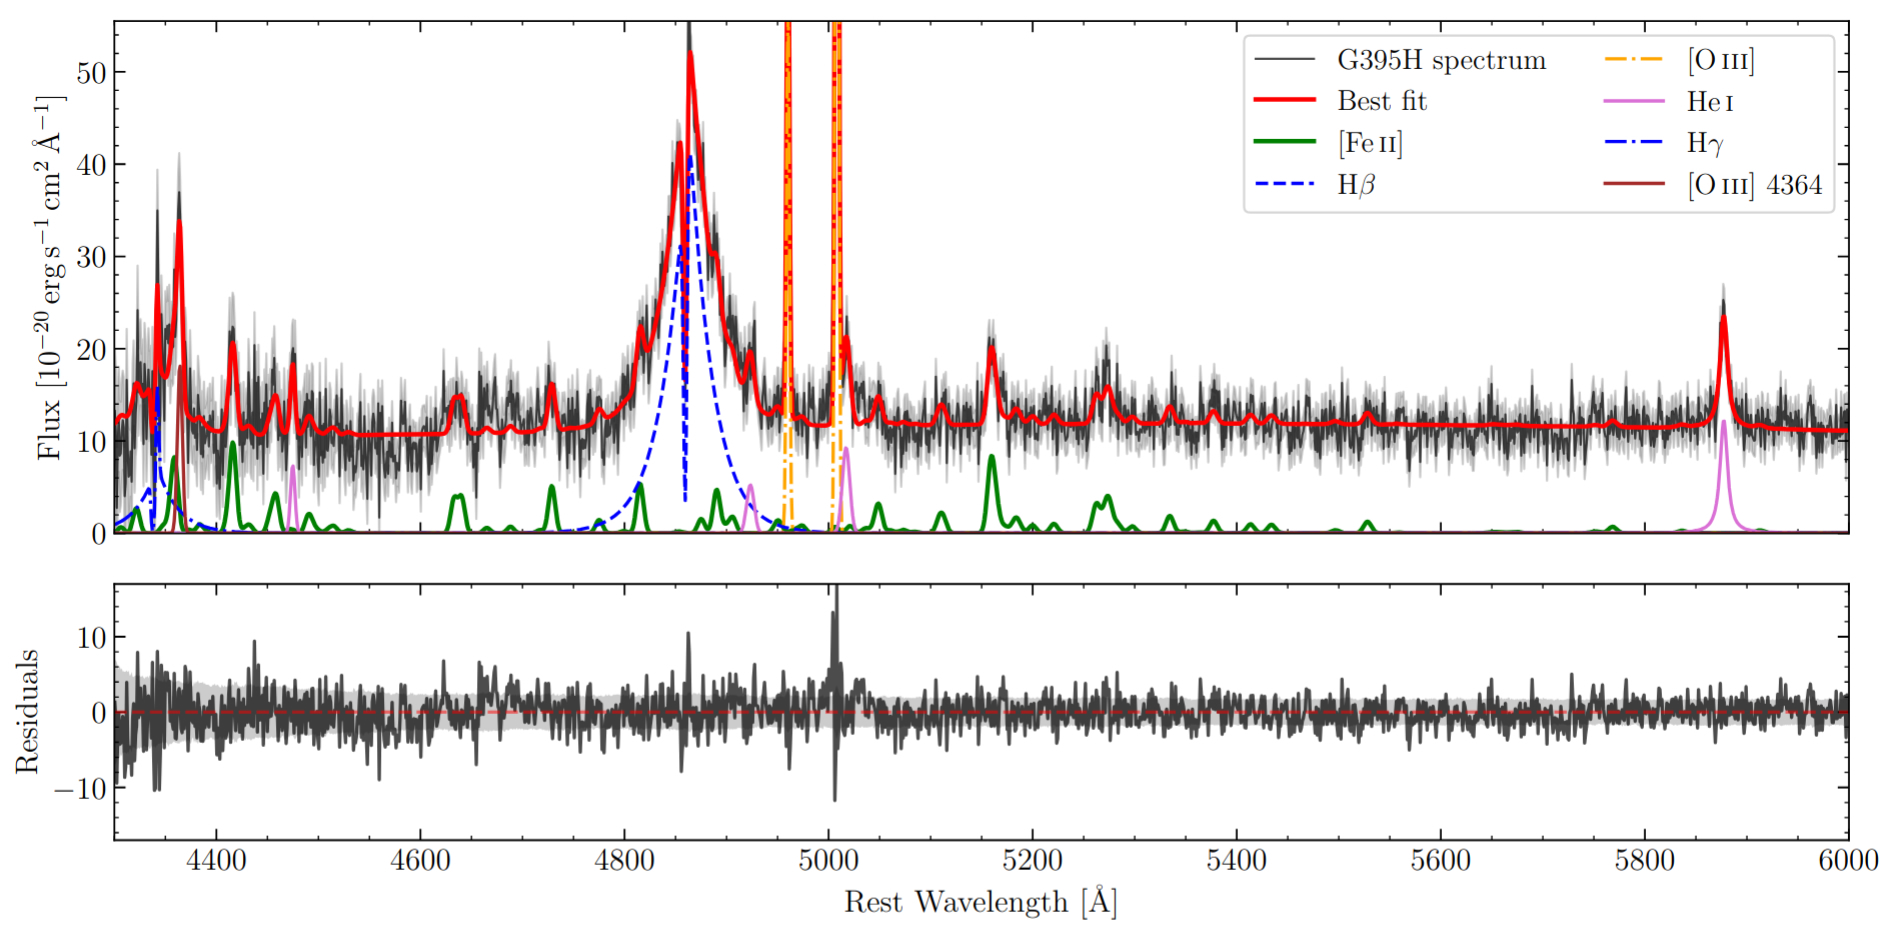 50
40
30
20
10
0
Flux [10⁻²⁰ erg s⁻¹ cm² Å⁻¹]
G395H spectrum
Best fit
[Fe II]
Hβ
[O III]
He I
Hγ
[O III] 4364
10
0
−10
Residuals
4400 4600 4800 5000 5200 5400 5600 5800 6000
Rest Wavelength [Å]